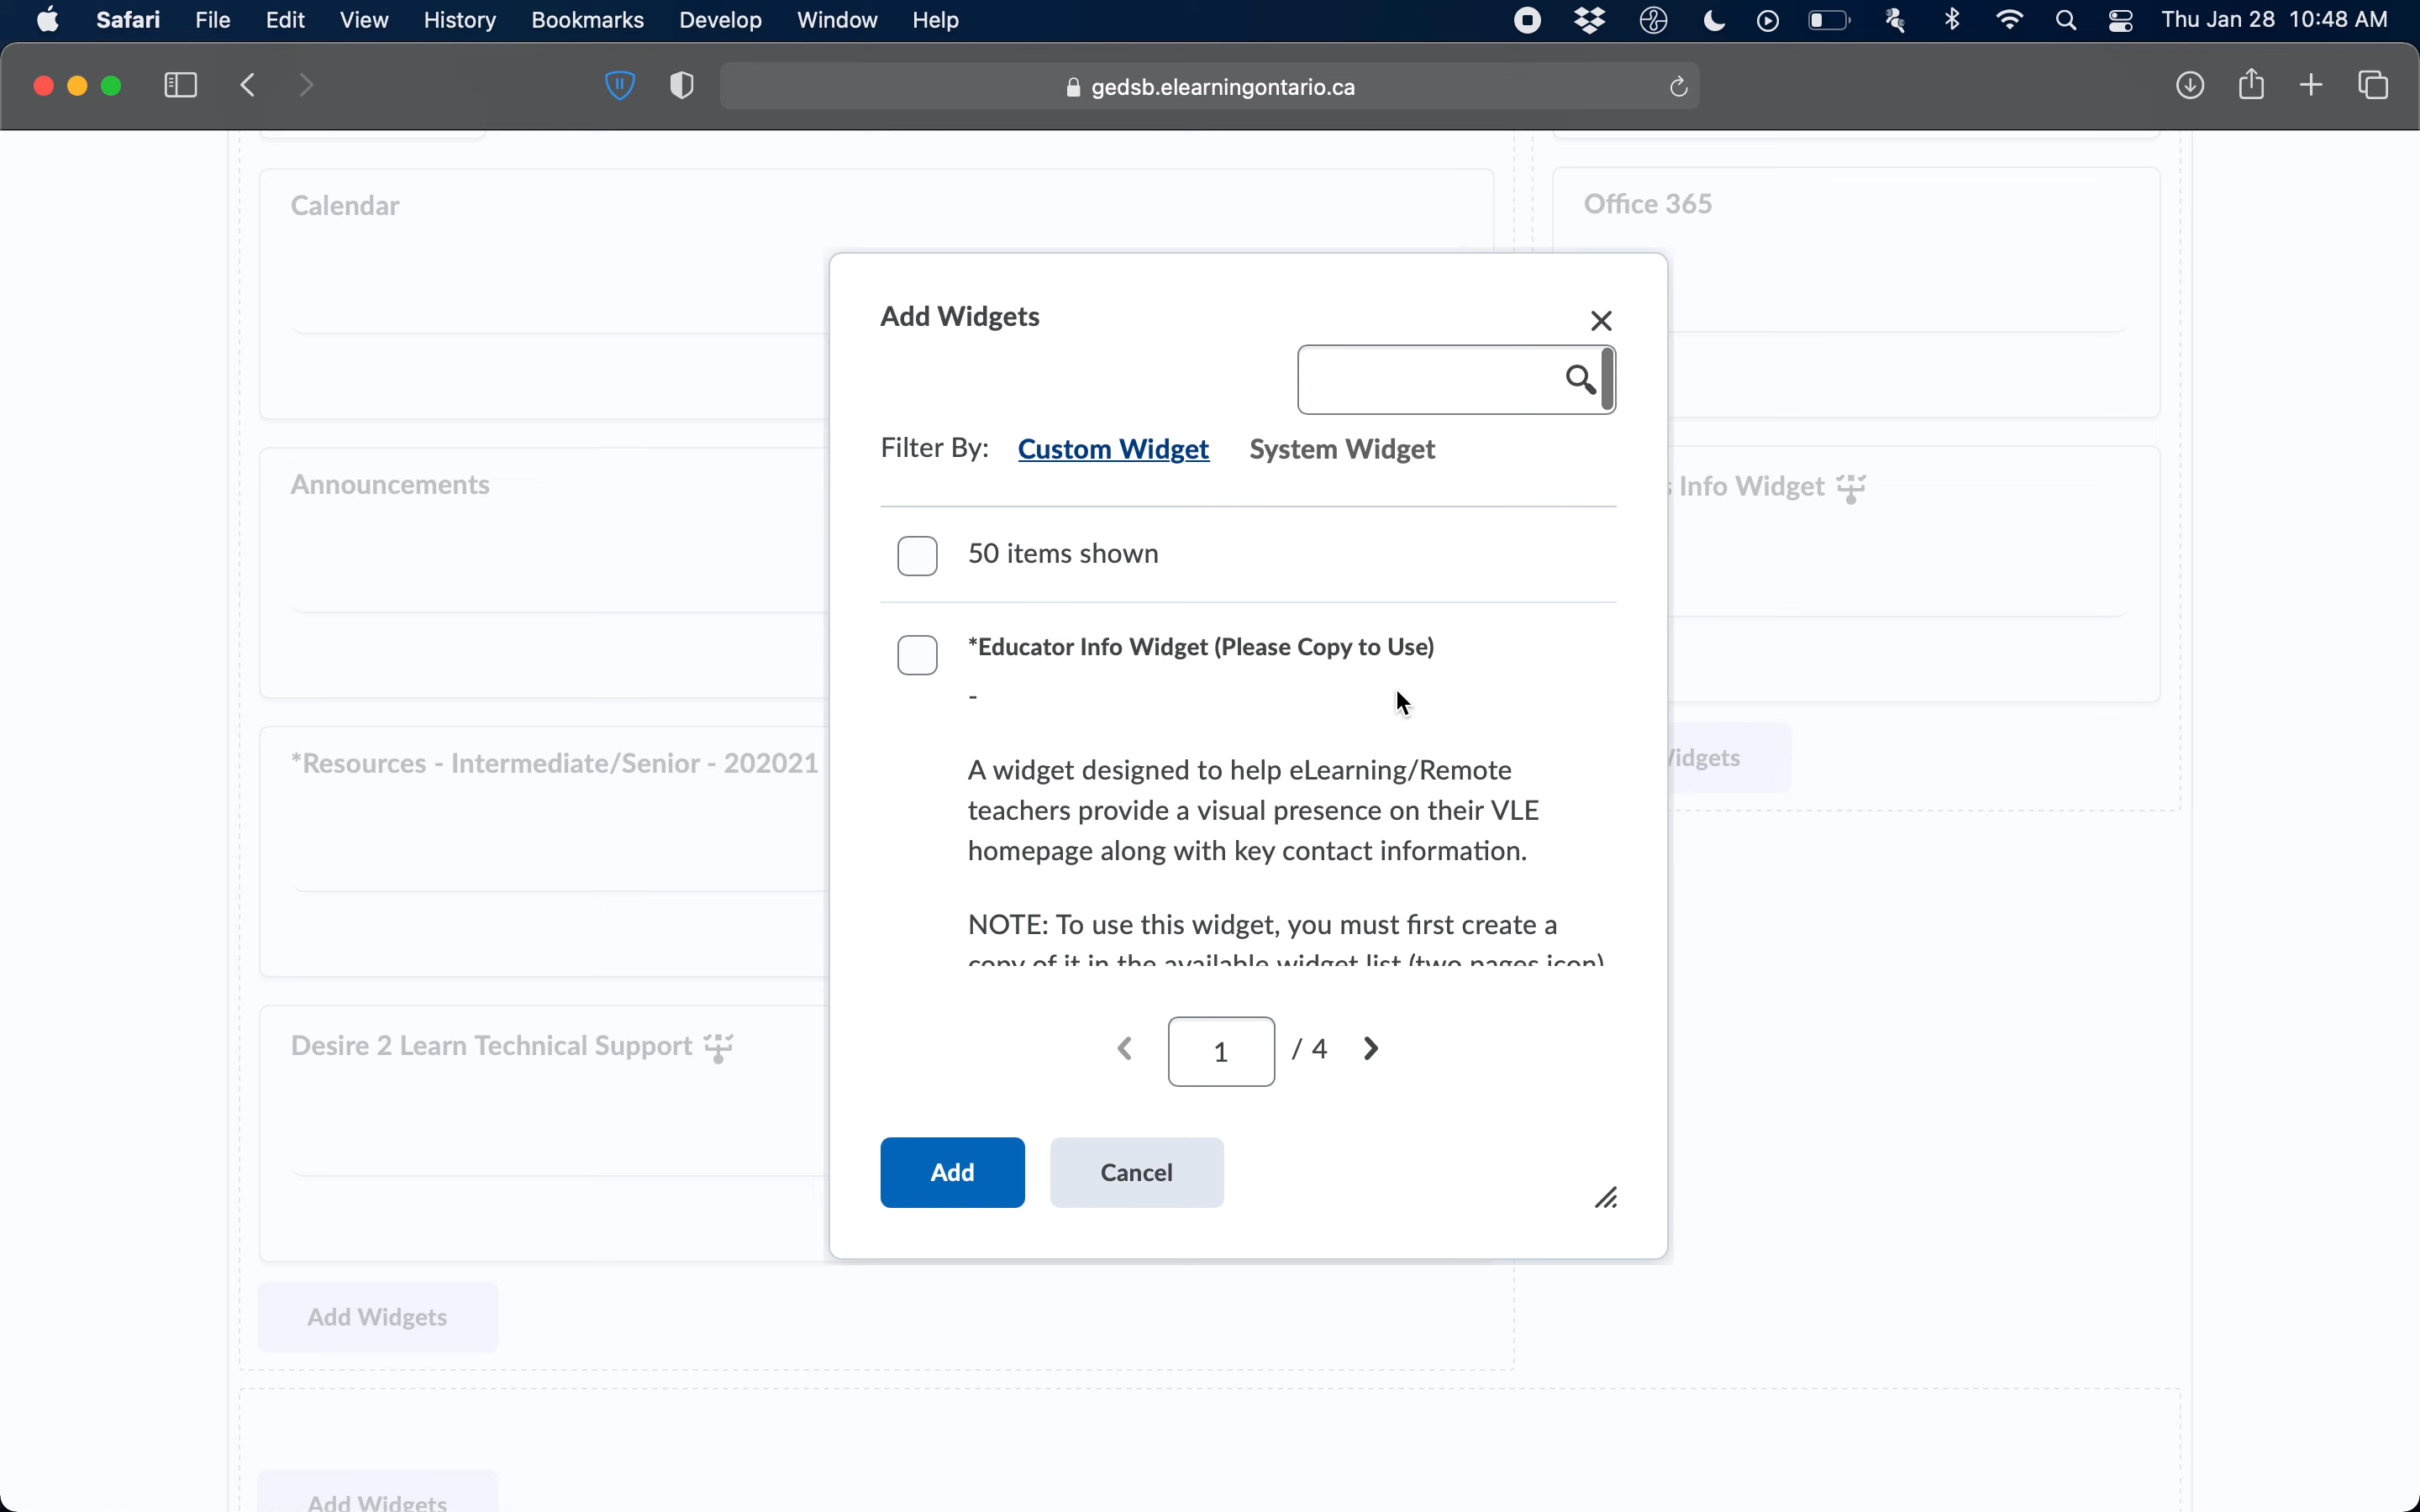 Safari File Edit View History Bookmarks Develop Window Help Thu Jan 28 10:48 AM
gedsb.elearningontario.ca
Calendar
Office 365
Add Widgets
Filter By: Custom Widget System Widget
Announcements
Info Widget
50 items shown
*Educator Info Widget (Please Copy to Use)
-
*Resources - Intermediate/Senior - 202021
Widgets
A widget designed to help eLearning/Remote
teachers provide a visual presence on their VLE
homepage along with key contact information.
NOTE: To use this widget, you must first create a
copy of it in the available widget list (two pages icon)
Desire 2 Learn Technical Support
1 / 4
Add Cancel
Add Widgets
Add Widgets